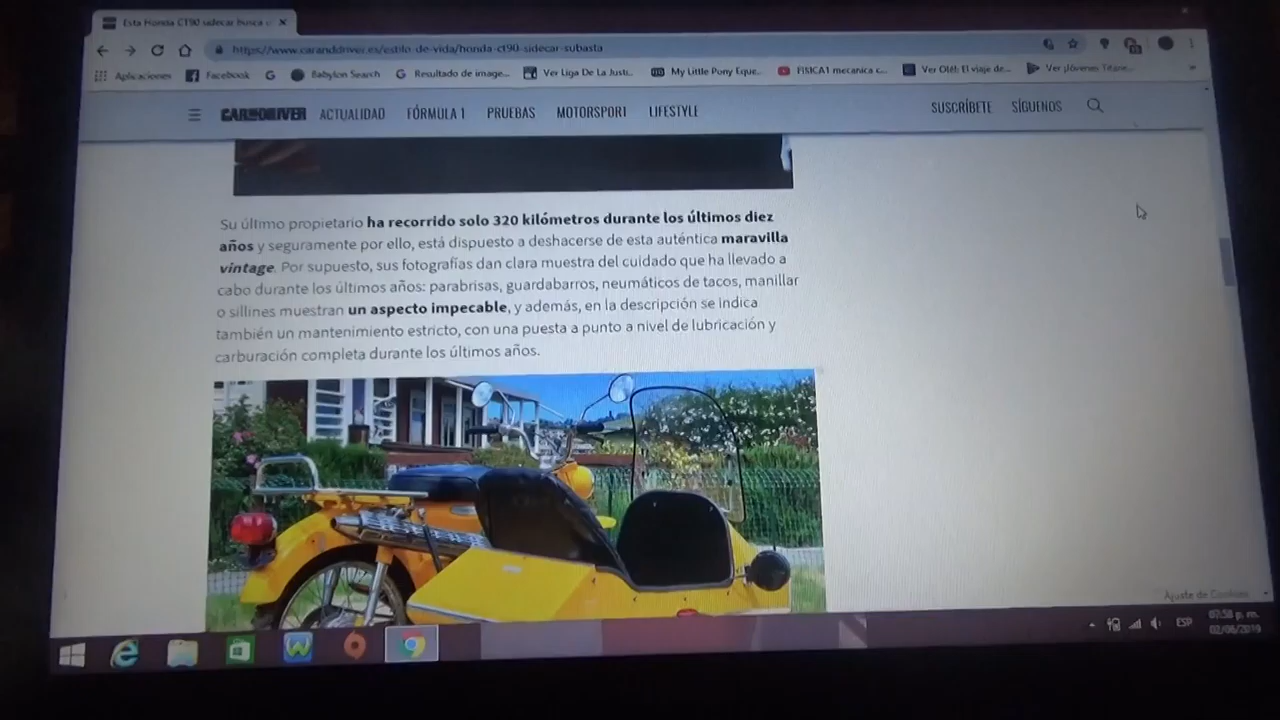 Esta Honda CT90 sidecar busca
https://www.caranddriver.es/estilo-de-vida/honda-ct90-sidecar-subasta
Aplicaciones Facebook Babylon Search Resultado de image... Ver Liga De La Justi... My Little Pony Eque... FISICA1 mecanica c... Ver Olé!: El viaje de... Ver ¡Jóvenes Titane...
CAR AND DRIVER ACTUALIDAD FÓRMULA 1 PRUEBAS MOTORSPORT LIFESTYLE SUSCRÍBETE SÍGUENOS
Su último propietario ha recorrido solo 320 kilómetros durante los últimos diez
años y seguramente por ello, está dispuesto a deshacerse de esta auténtica maravilla
vintage. Por supuesto, sus fotografías dan clara muestra del cuidado que ha llevado a
cabo durante los últimos años: parabrisas, guardabarros, neumáticos de tacos, manillar
o sillines muestran un aspecto impecable, y además, en la descripción se indica
también un mantenimiento estricto, con una puesta a punto a nivel de lubricación y
carburación completa durante los últimos años.
Ajuste de Cookies
ESP 07:58 p. m.
02/06/2019